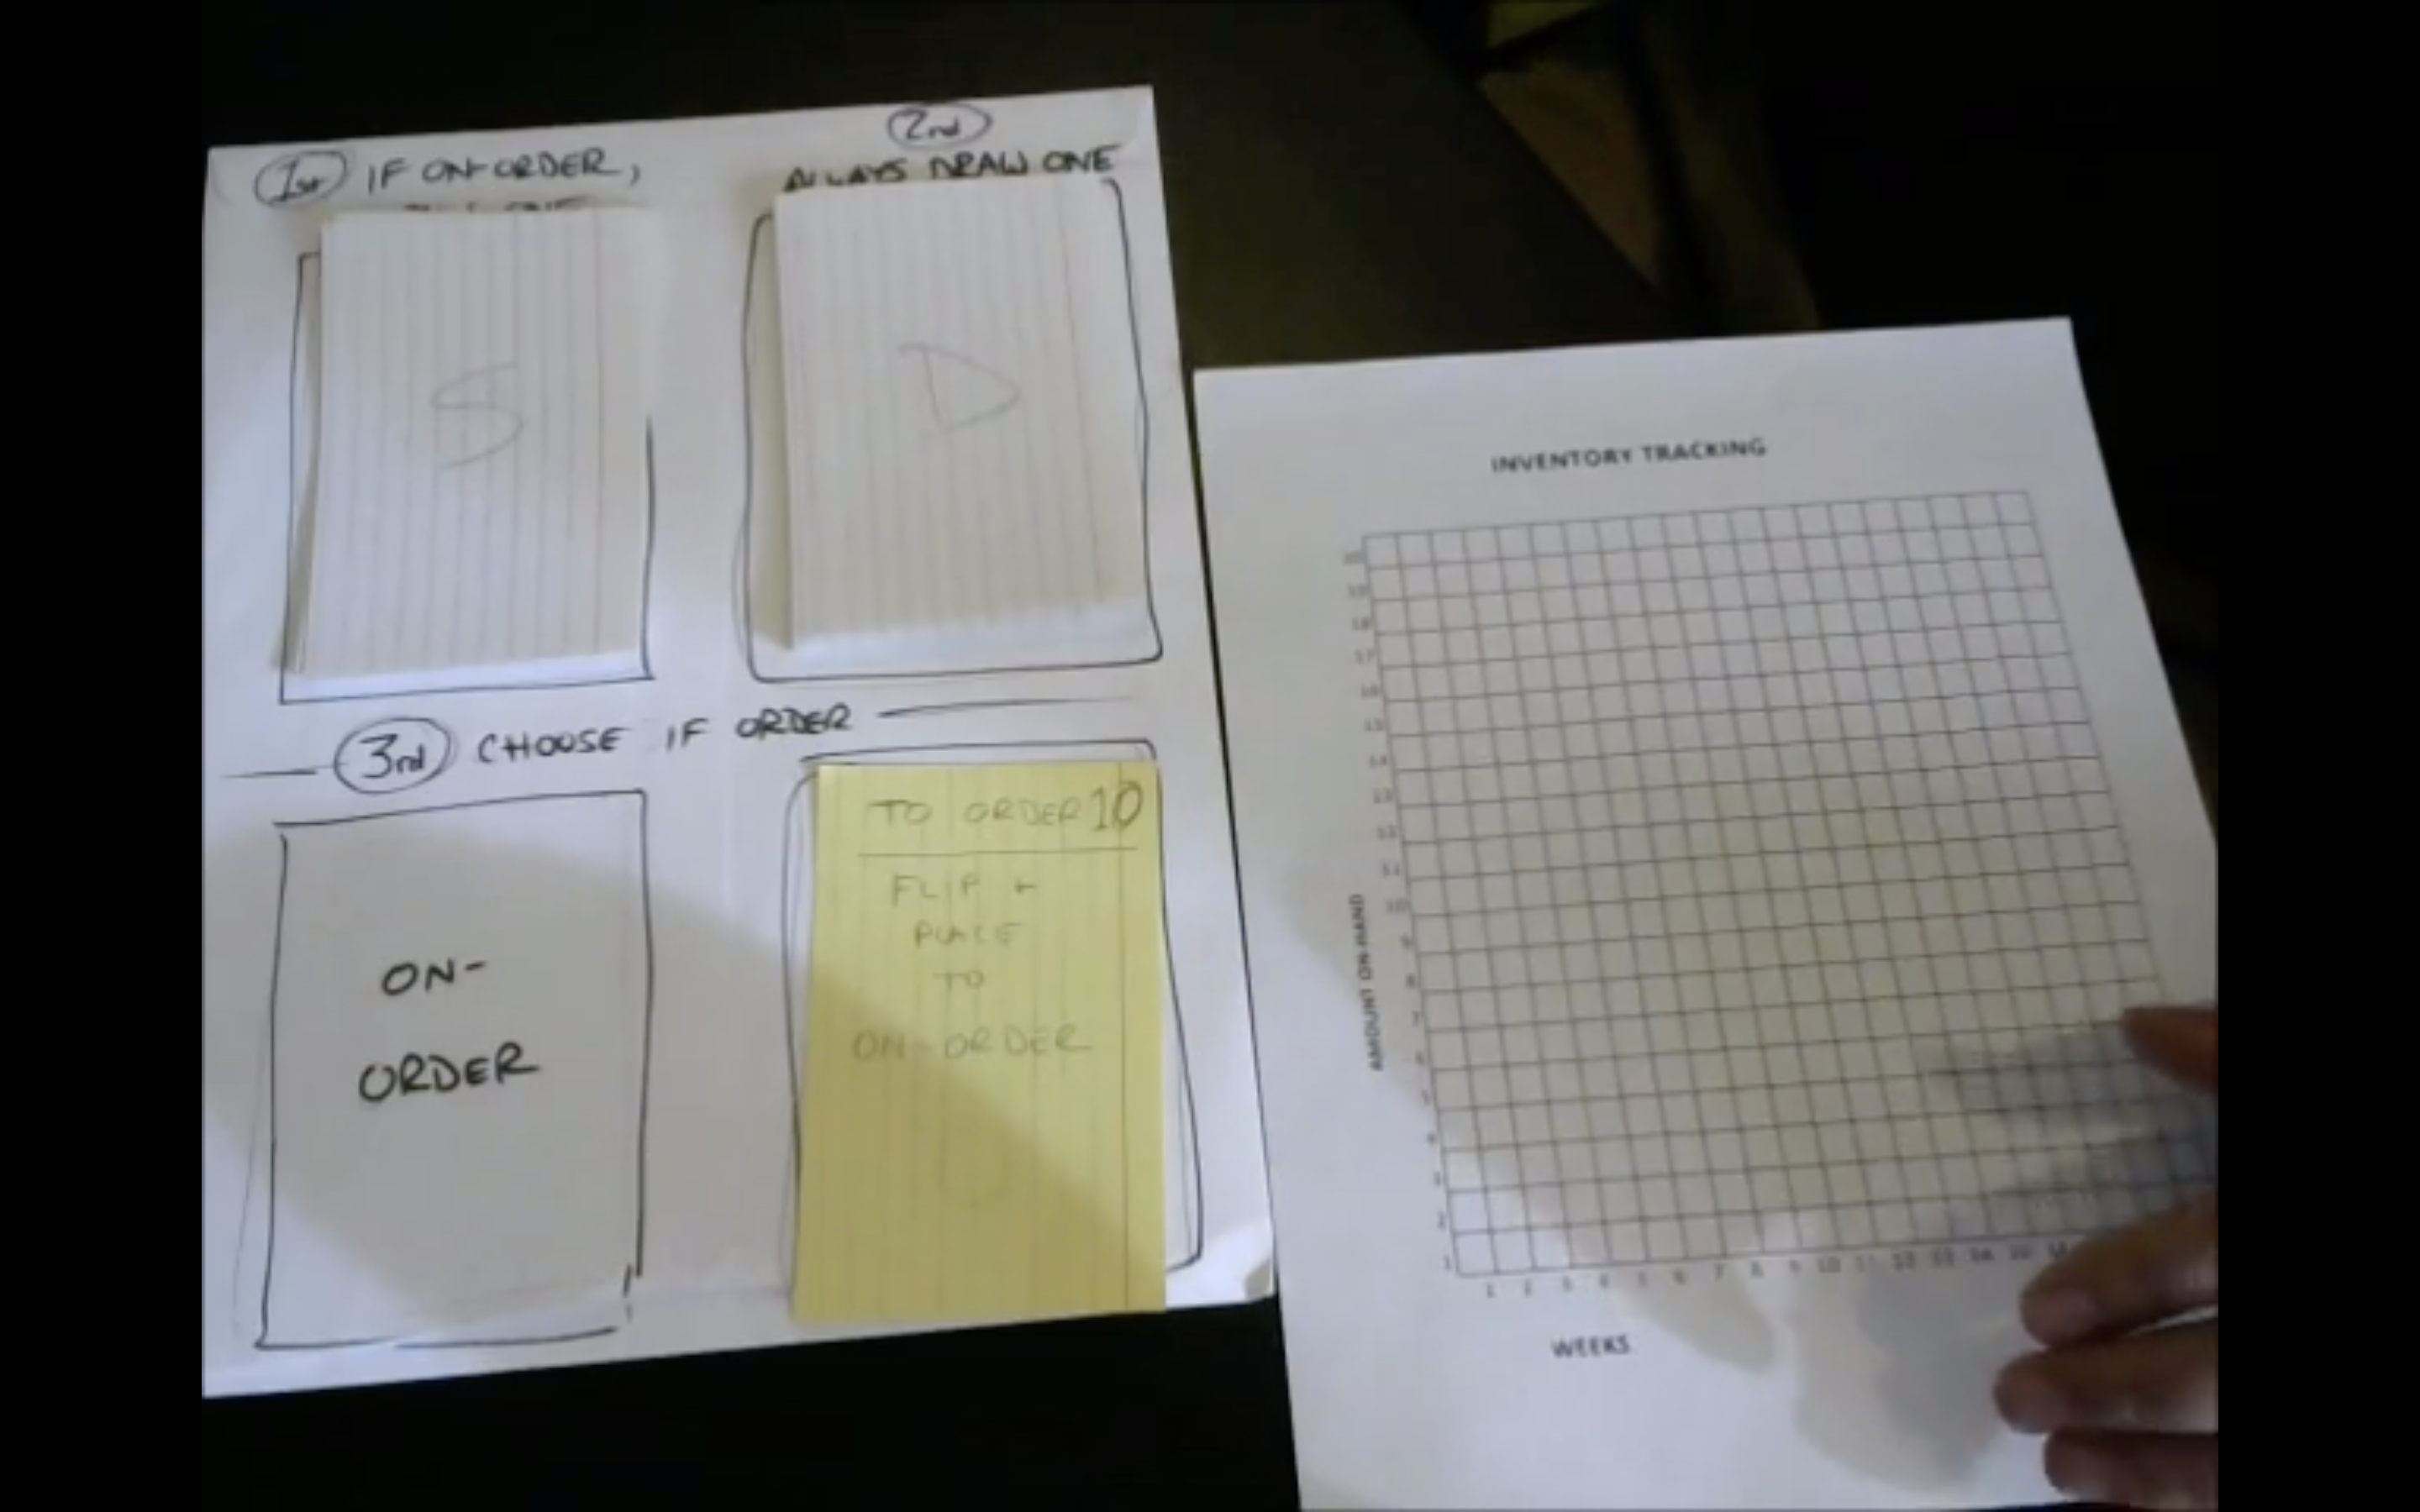 1st IF ON-ORDER,
ONE
2nd
ALWAYS DRAW ONE
S
D
3rd CHOOSE IF ORDER
ON-
ORDER
TO ORDER 10
FLIP +
PLACE
TO
ON-ORDER
INVENTORY TRACKING
AMOUNT ON-HAND
20
19
18
17
16
15
14
13
12
11
10
9
8
7
6
5
4
3
2
1
1 2 3 4 5 6 7 8 9 10 11 12 13 14 15 16
WEEKS